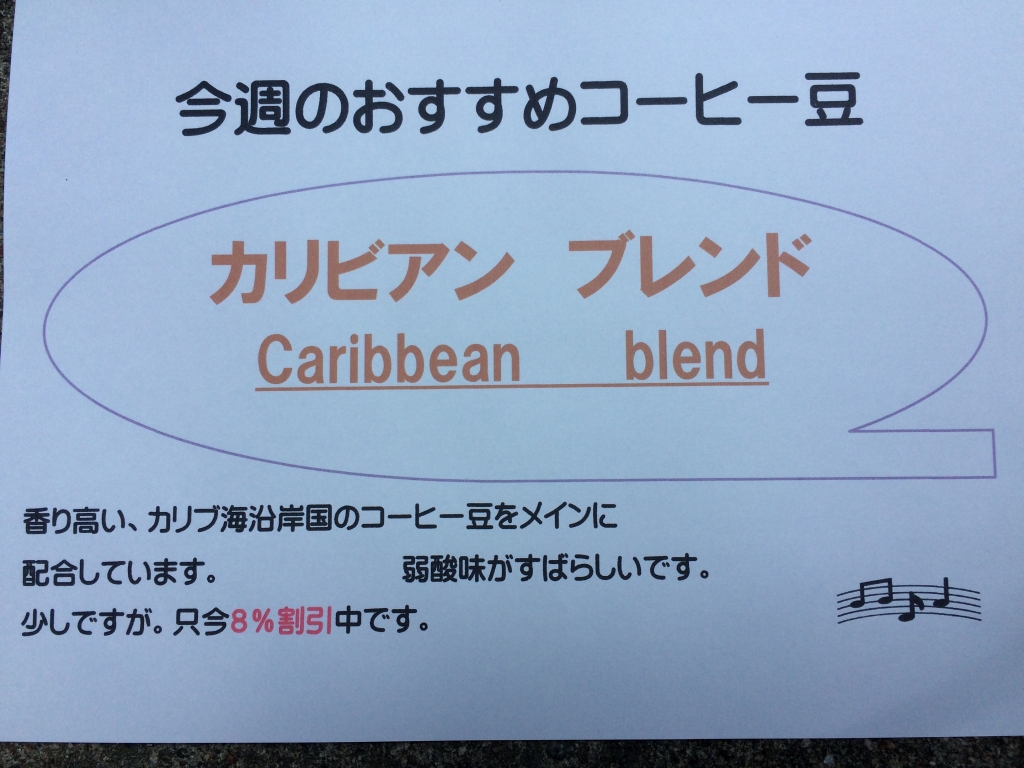 今週のおすすめコーヒー豆
カリビアン　ブレンド
Caribbean　blend
香り高い、カリブ海沿岸国のコーヒー豆をメインに
配合しています。　弱酸味がすばらしいです。
少しですが。只今8％割引中です。